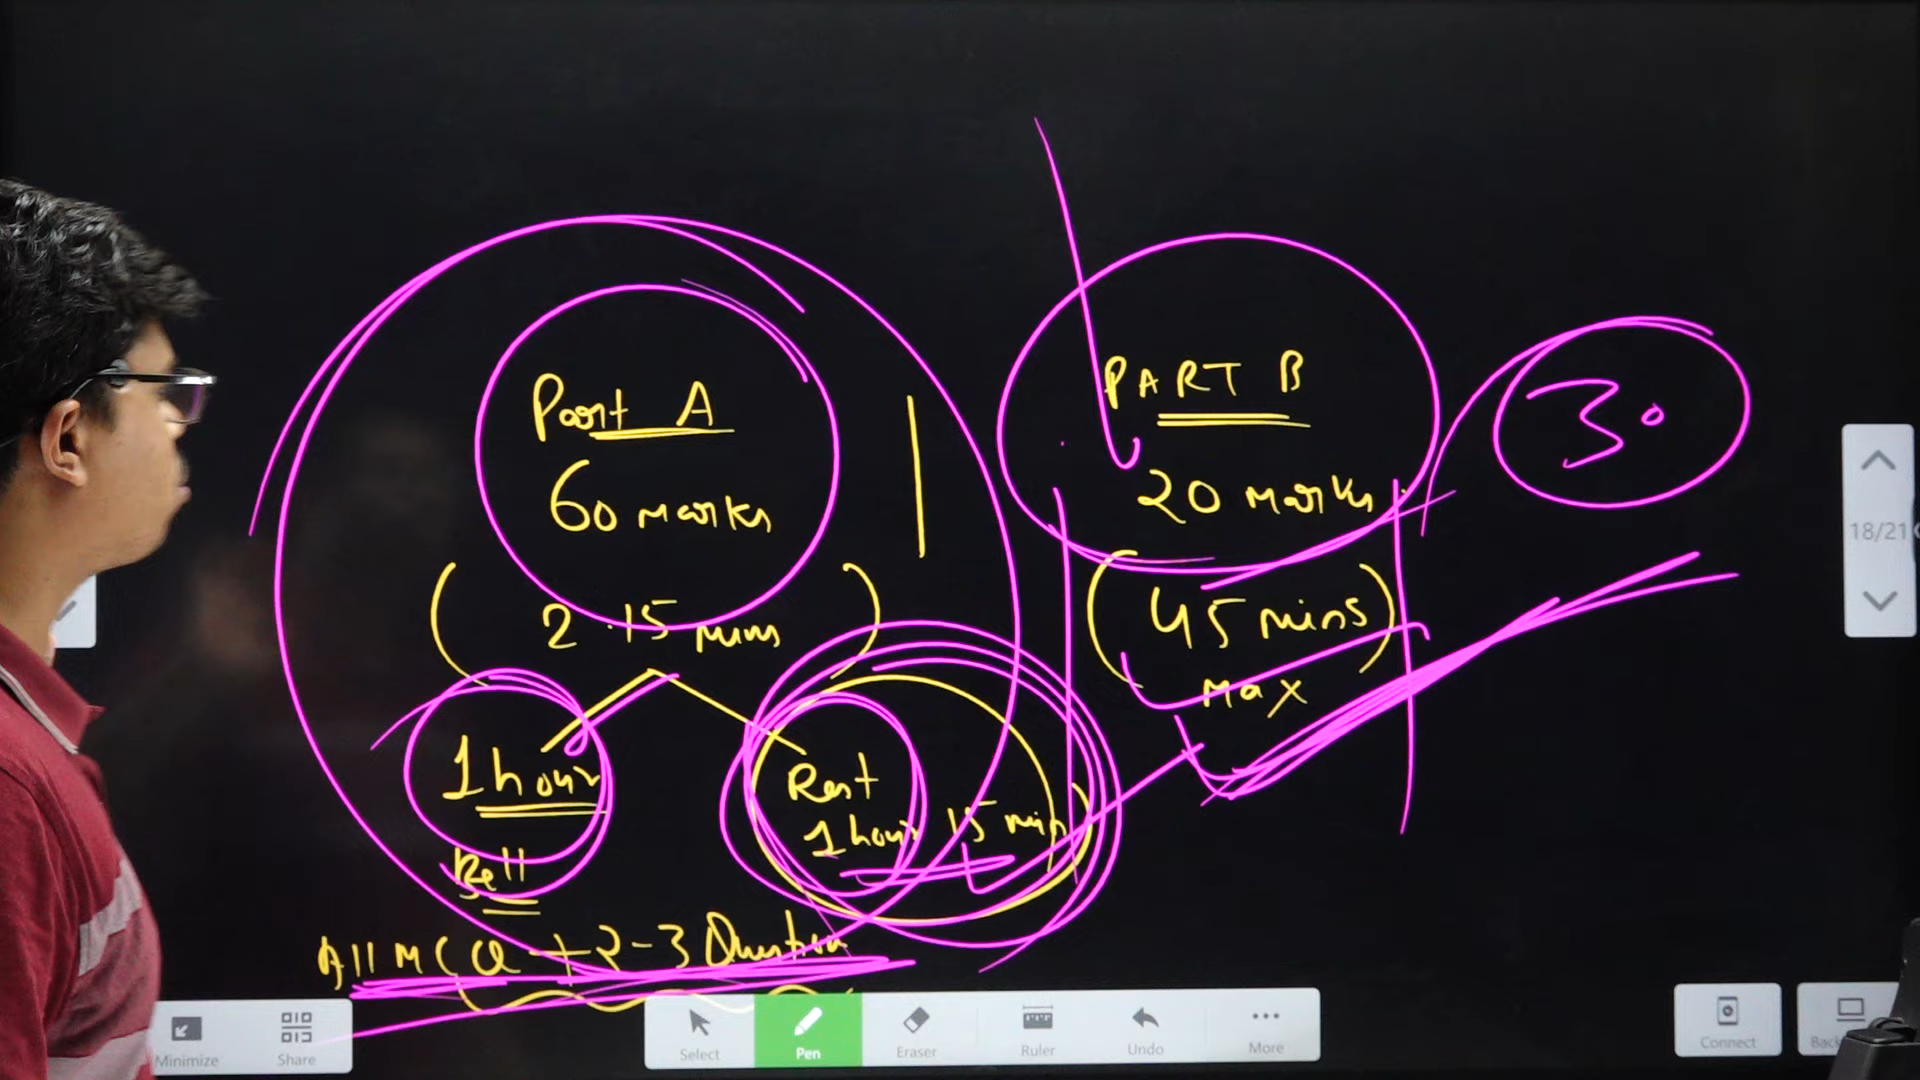 Part A
60 marks
(2.15 mins)
1 hour
Bell
Rest
1 hour 15 min
All MCQ + 2-3 Question
PART B
20 marks
(45 mins)
Max
30
18/21
Minimize
Share
Select
Pen
Eraser
Ruler
Undo
More
Connect